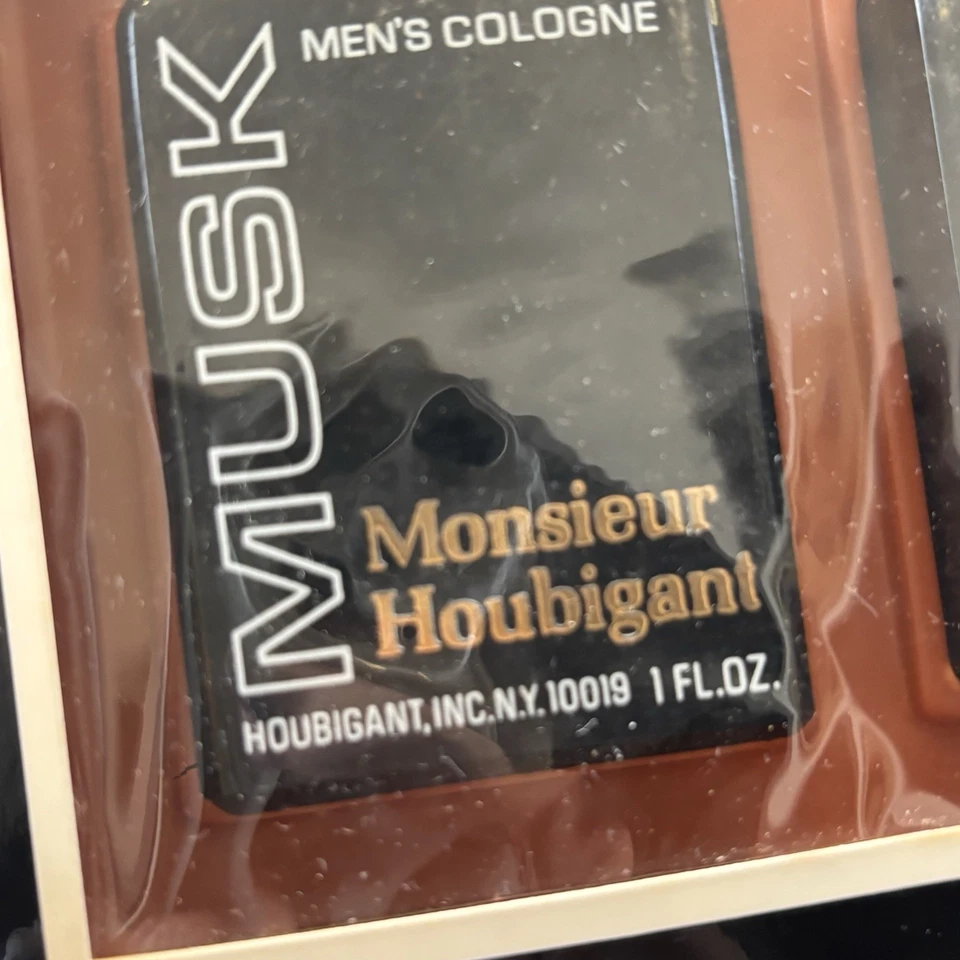 MEN'S COLOGNE
MUSK
Monsieur
Houbigant
HOUBIGANT, INC. N.Y. 10019 1 FL. OZ.